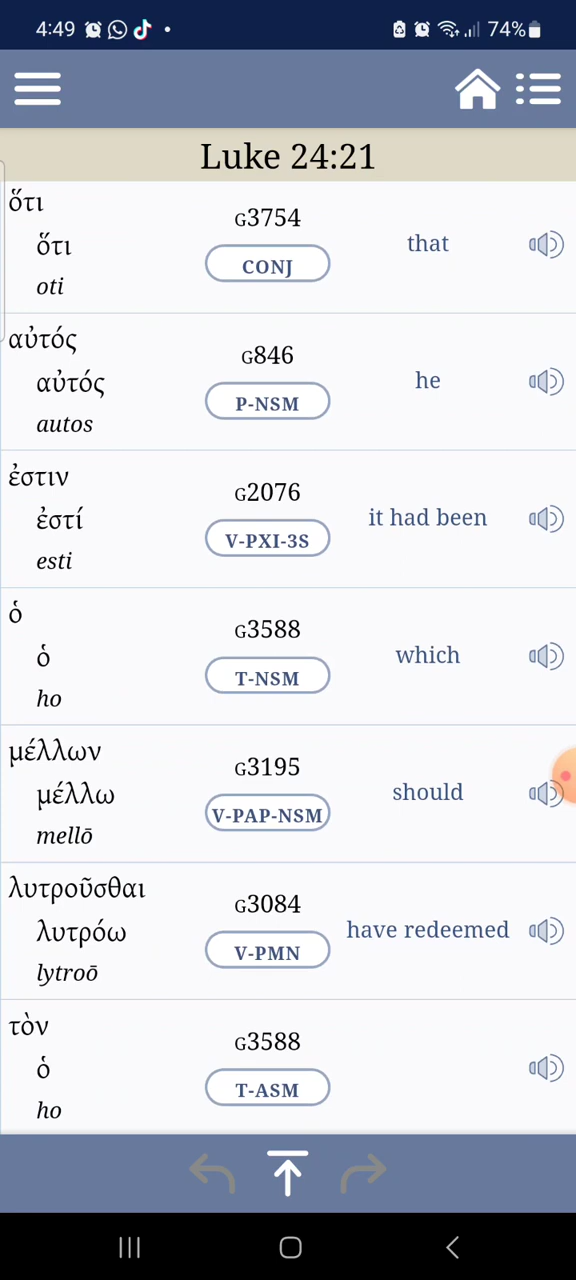 4:49
74%
Luke 24:21
ὅτι
G3754
ὅτι
CONJ
that
oti
αὐτός
G846
αὐτός
P-NSM
he
autos
ἐστιν
G2076
ἐστί
V-PXI-3S
it had been
esti
ὁ
G3588
ὁ
T-NSM
which
ho
μέλλων
G3195
μέλλω
V-PAP-NSM
should
mellō
λυτροῦσθαι
G3084
λυτρόω
V-PMN
have redeemed
lytroō
τὸν
G3588
ὁ
T-ASM
ho